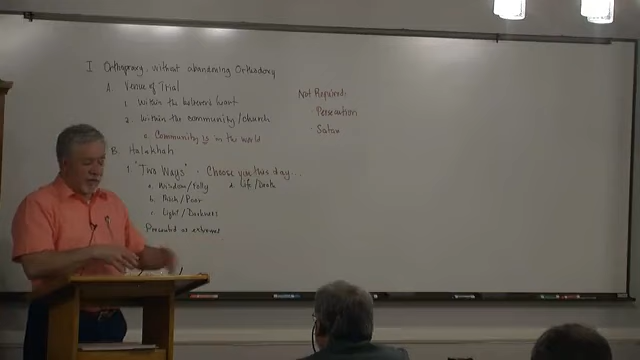 I Orthopraxy - without abandoning Orthodoxy
A. Venue of Trial
1. Within the believers' heart
2. Within the community/church
a. Community is in the world
B. Halakhah
1. "Two Ways" - Choose you this day...
a. Wisdom/Folly d. Life/Death
b. Rich/Poor
c. Light/Darkness
Presented as extremes
Not Required:
· Persecution
· Satan